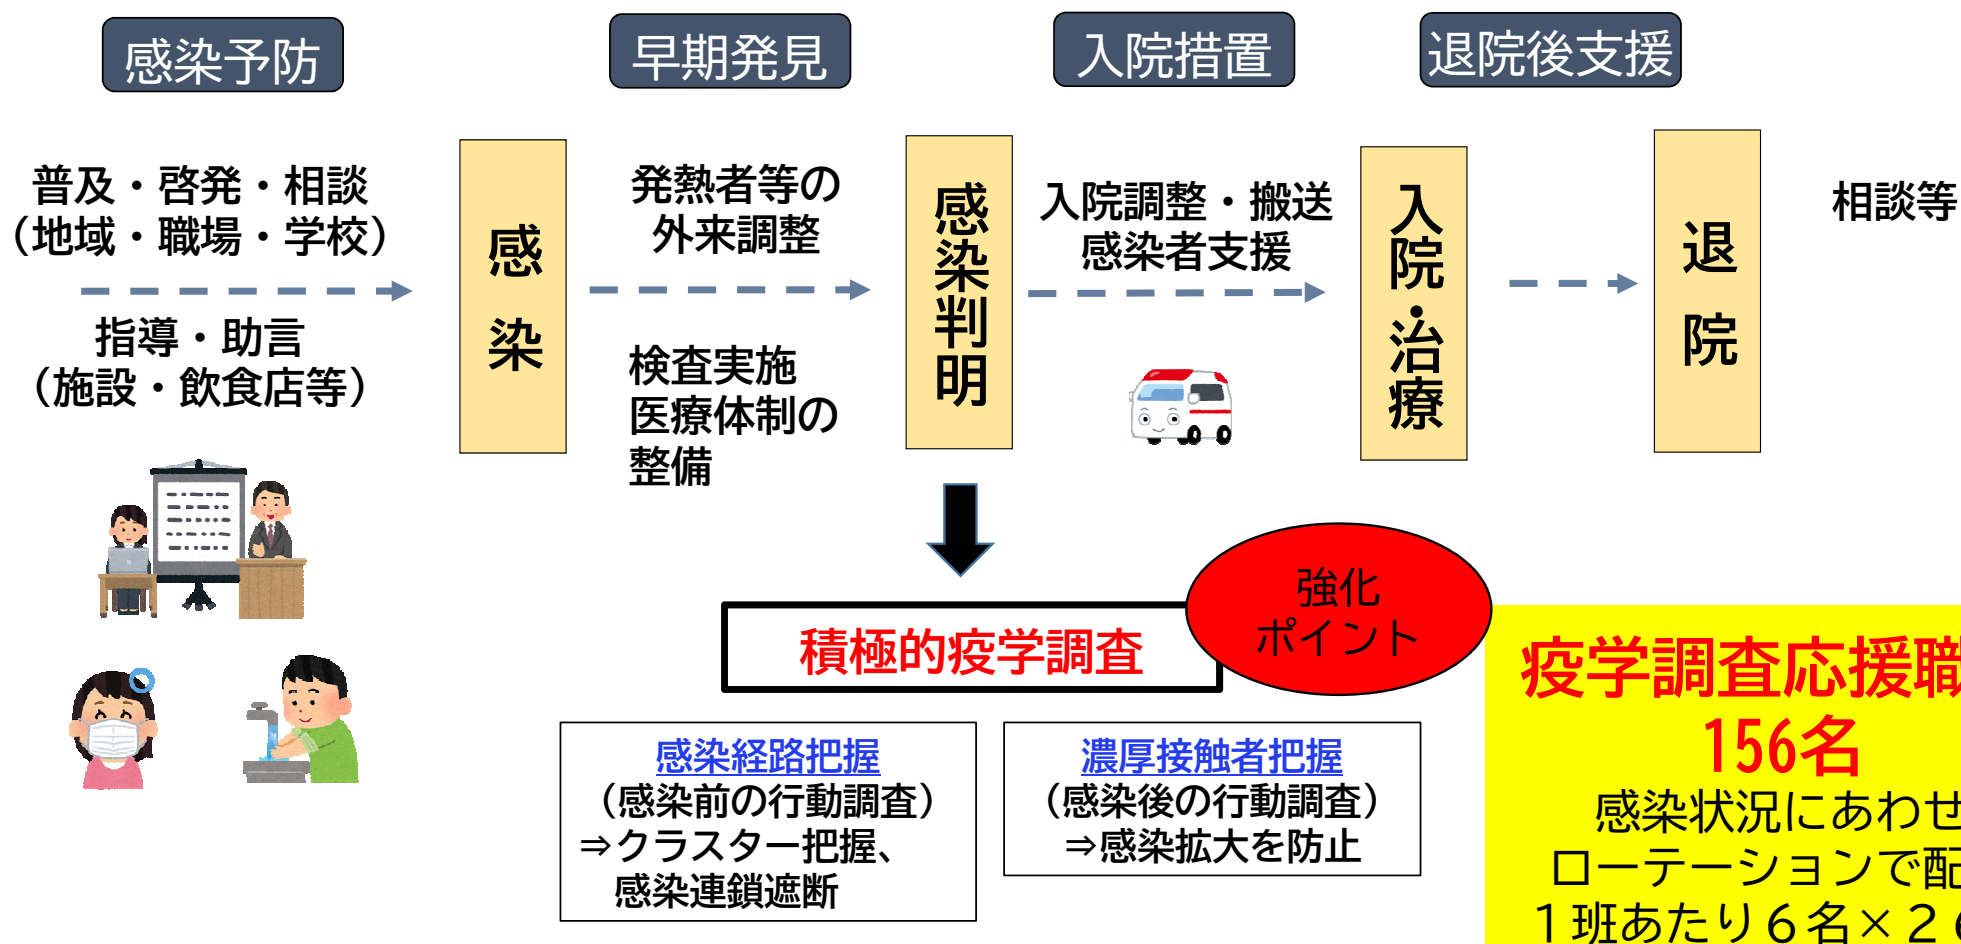 感染予防
早期発見
入院措置
退院後支援
普及・啓発・相談
（地域・職場・学校）
指導・助言
（施設・飲食店等）
感染
発熱者等の
外来調整
検査実施
医療体制の
整備
感染判明
入院調整・搬送
感染者支援
入院・治療
退院
相談等
積極的疫学調査
強化
ポイント
感染経路把握
（感染前の行動調査）
⇒クラスター把握、
感染連鎖遮断
濃厚接触者把握
（感染後の行動調査）
⇒感染拡大を防止
疫学調査応援職
156名
感染状況にあわせ
ローテーションで配
１班あたり６名×２６